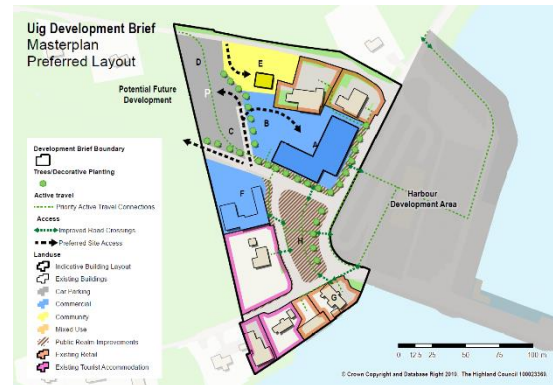 Uig Development Brief
Masterplan
Preferred Layout
Potential Future
Development
Development Brief Boundary
Trees/Decorative Planting
Active travel
Priority Active Travel Connections
Access
Improved Road Crossings
Preferred Site Access
Landuse
Indicative Building Layout
Existing Buildings
Car Parking
Commercial
Community
Mixed Use
Public Realm Improvements
Existing Retail
Existing Tourist Accommodation
D
E
P
B
A
C
F
H
G
Harbour
Development Area
0 12.5 25 50 75 100 m
© Crown Copyright and Database Right 2019. The Highland Council 100023369.